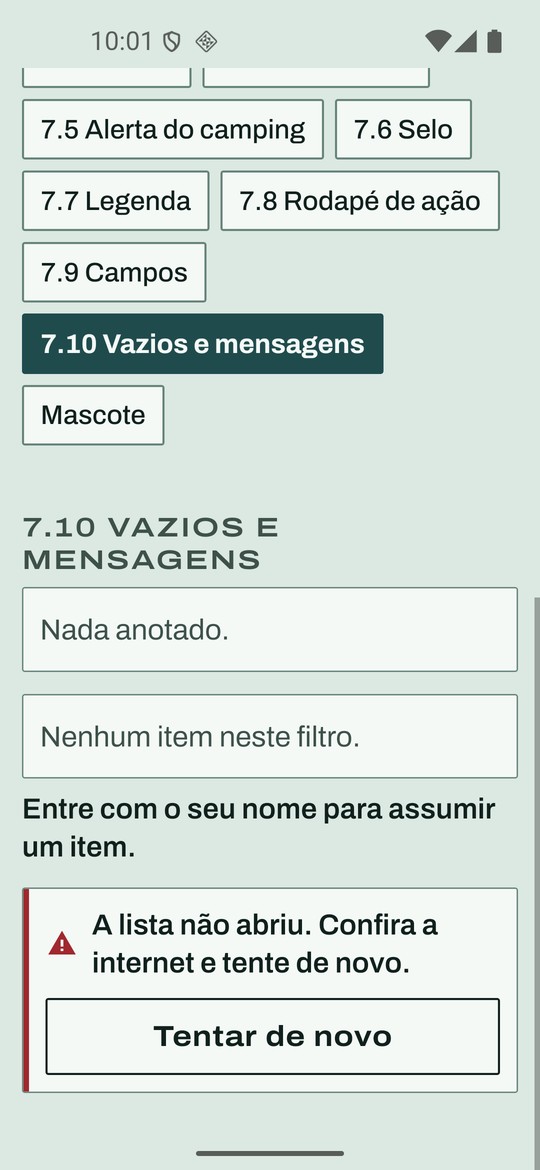 10:01
7.5 Alerta do camping
7.6 Selo
7.7 Legenda
7.8 Rodapé de ação
7.9 Campos
7.10 Vazios e mensagens
Mascote
7.10 VAZIOS E
MENSAGENS
Nada anotado.
Nenhum item neste filtro.
Entre com o seu nome para assumir
um item.
A lista não abriu. Confira a
internet e tente de novo.
Tentar de novo